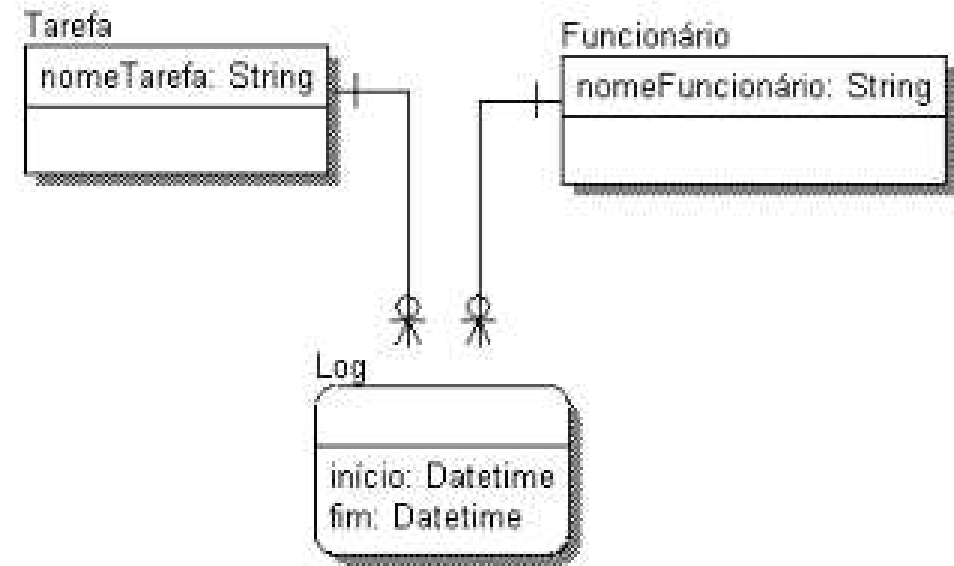 Tarefa
nomeTarefa: String
Funcionário
nomeFuncionário: String
Log
início: Datetime
fim: Datetime